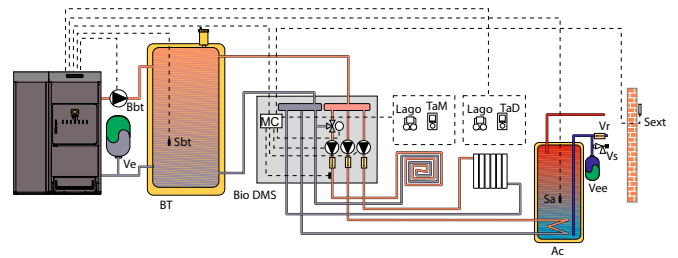 Bbt
Sbt
Ve
BT
Bio DMS
MC
Lago TaM
Lago TaD
Sext
Vr
Vs
Vee
Sa
Ac